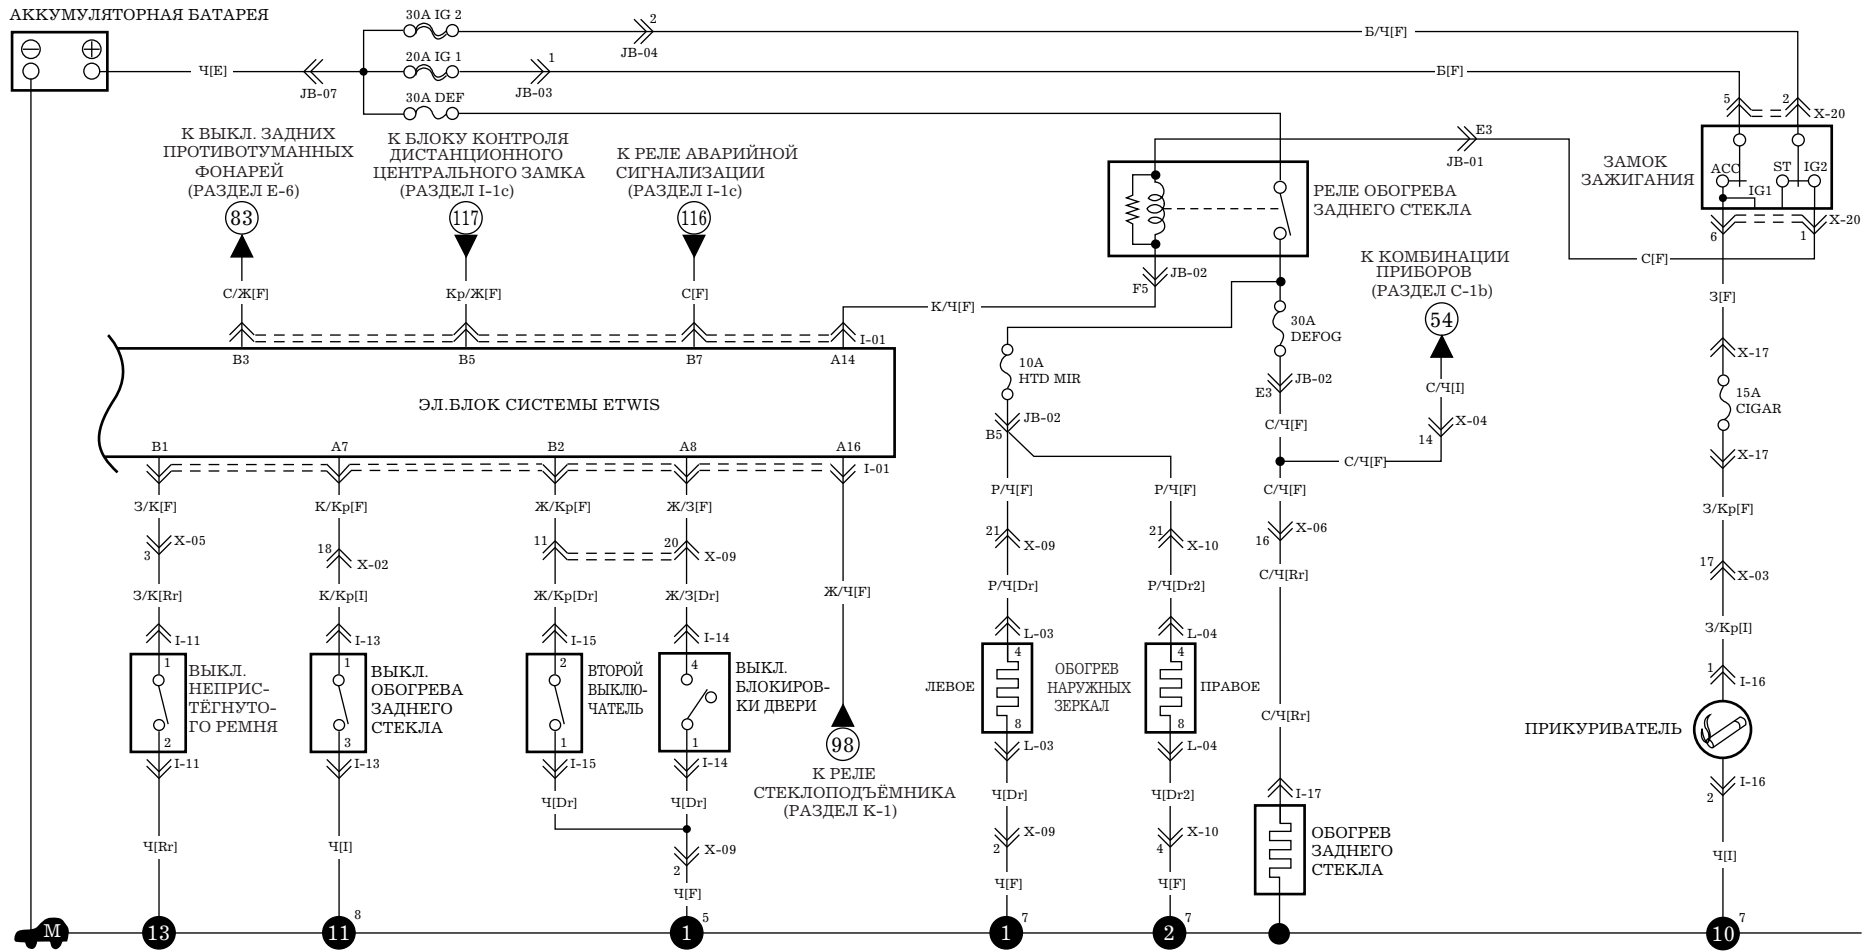 АККУМУЛЯТОРНАЯ БАТАРЕЯ
30A IG 2
2
JB-04
Б/Ч[F]
Ч[E]
JB-07
20A IG 1
1
JB-03
Б[F]
30A DEF
5
2
X-20
К ВЫКЛ. ЗАДНИХ
ПРОТИВОТУМАННЫХ
ФОНАРЕЙ
(РАЗДЕЛ E-6)
83
С/Ж[F]
К БЛОКУ КОНТРОЛЯ
ДИСТАНЦИОННОГО
ЦЕНТРАЛЬНОГО ЗАМКА
(РАЗДЕЛ I-1c)
117
Кр/Ж[F]
К РЕЛЕ АВАРИЙНОЙ
СИГНАЛИЗАЦИИ
(РАЗДЕЛ I-1c)
116
С[F]
E3
JB-01
РЕЛЕ ОБОГРЕВА
ЗАДНЕГО СТЕКЛА
JB-02
F5
К/Ч[F]
ЗАМОК
ЗАЖИГАНИЯ
ACC
IG1
ST
IG2
X-20
6
1
С[F]
З[F]
К КОМБИНАЦИИ
ПРИБОРОВ
(РАЗДЕЛ C-1b)
54
С/Ч[I]
X-04
14
С/Ч[F]
I-01
B3
B5
B7
A14
ЭЛ.БЛОК СИСТЕМЫ ETWIS
B1
A7
B2
A8
A16
I-01
10A
HTD MIR
JB-02
B5
30A
DEFOG
JB-02
E3
С/Ч[F]
С/Ч[F]
X-17
15A
CIGAR
X-17
З/Кр[F]
17
X-03
З/Кр[I]
1
I-16
ПРИКУРИВАТЕЛЬ
I-16
2
Ч[I]
З/К[F]
X-05
3
З/К[Rr]
I-11
1
ВЫКЛ.
НЕПРИС-
ТЁГНУТО-
ГО РЕМНЯ
2
I-11
Ч[Rr]
К/Кр[F]
18
X-02
К/Кр[I]
I-13
1
ВЫКЛ.
ОБОГРЕВА
ЗАДНЕГО
СТЕКЛА
3
I-13
Ч[I]
Ж/Кр[F]
11
Ж/Кр[Dr]
I-15
2
ВТОРОЙ
ВЫКЛЮ-
ЧАТЕЛЬ
1
I-15
Ч[Dr]
Ж/З[F]
20
X-09
Ж/З[Dr]
I-14
4
ВЫКЛ.
БЛОКИРОВ-
КИ ДВЕРИ
1
I-14
Ч[Dr]
X-09
2
Ч[F]
Ж/Ч[F]
98
К РЕЛЕ
СТЕКЛОПОДЪЁМНИКА
(РАЗДЕЛ K-1)
Р/Ч[F]
21
X-09
Р/Ч[Dr]
L-03
4
ЛЕВОЕ
8
L-03
Ч[Dr]
X-09
2
Ч[F]
ОБОГРЕВ
НАРУЖНЫХ
ЗЕРКАЛ
Р/Ч[F]
21
X-10
Р/Ч[Dr2]
L-04
4
ПРАВОЕ
8
L-04
Ч[Dr2]
X-10
4
Ч[F]
С/Ч[F]
X-06
16
С/Ч[Rr]
С/Ч[Rr]
I-17
ОБОГРЕВ
ЗАДНЕГО
СТЕКЛА
M
13
11
8
1
5
1
7
2
7
10
7